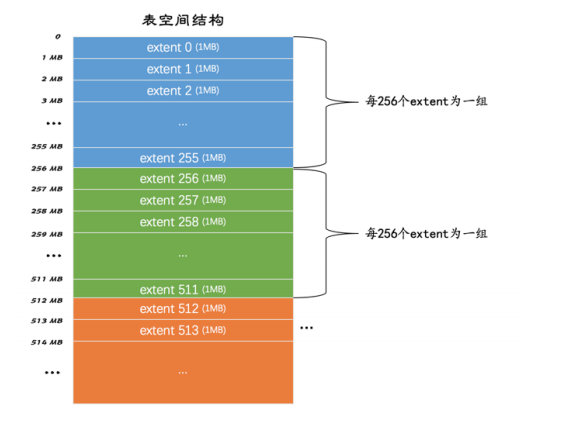 表空间结构
0
extent 0 (1MB)
1 MB
extent 1 (1MB)
2 MB
extent 2 (1MB)
3 MB
每256个extent为一组
...
...
255 MB
extent 255 (1MB)
256 MB
extent 256 (1MB)
257 MB
extent 257 (1MB)
258 MB
extent 258 (1MB)
259 MB
每256个extent为一组
...
...
511 MB
extent 511 (1MB)
512 MB
extent 512 (1MB)
513 MB
extent 513 (1MB)
...
514 MB
...
...